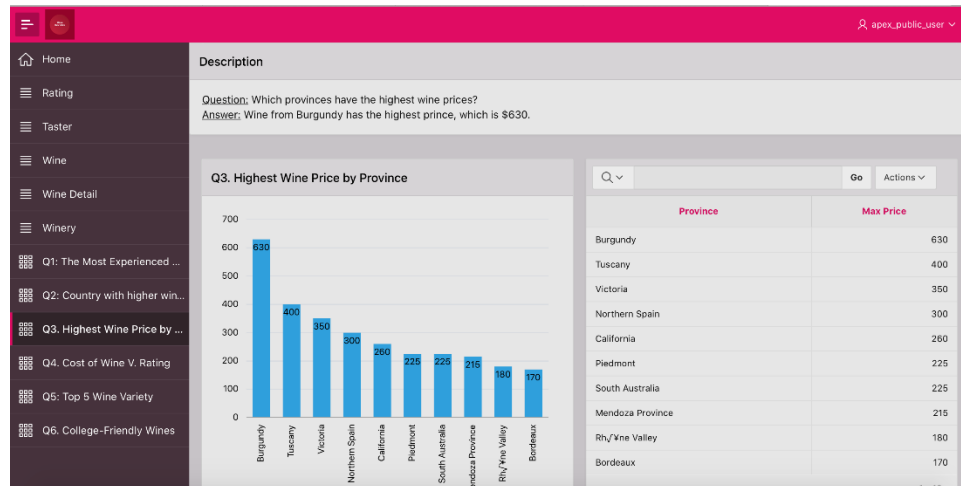 apex_public_user
Home
Rating
Taster
Wine
Wine Detail
Winery
Q1: The Most Experienced ...
Q2: Country with higher win...
Q3. Highest Wine Price by ...
Q4. Cost of Wine V. Rating
Q5: Top 5 Wine Variety
Q6. College-Friendly Wines
Description
Question: Which provinces have the highest wine prices?
Answer: Wine from Burgundy has the highest prince, which is $630.
Q3. Highest Wine Price by Province
700
600
500
400
300
200
100
0
630
400
350
300
260
225
225
215
180
170
Burgundy
Tuscany
Victoria
Northern Spain
California
Piedmont
South Australia
ndoza Province
Rh√¥ne Valley
Bordeaux
Go
Actions
Province Max Price
Burgundy 630
Tuscany 400
Victoria 350
Northern Spain 300
California 260
Piedmont 225
South Australia 225
Mendoza Province 215
Rh√¥ne Valley 180
Bordeaux 170